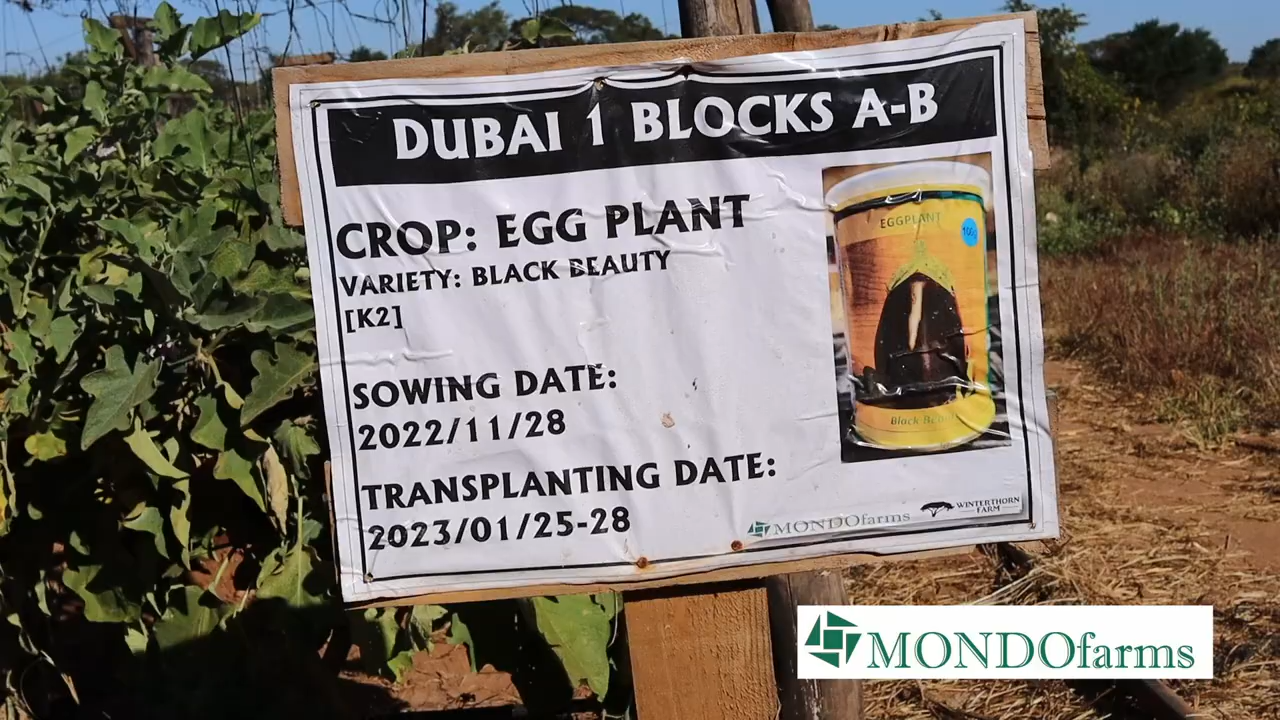 DUBAI 1 BLOCKS A-B
CROP: EGG PLANT
VARIETY: BLACK BEAUTY
[K2]
SOWING DATE:
2022/11/28
TRANSPLANTING DATE:
2023/01/25-28
EGGPLANT
100g
Black Beauty
MONDOfarms
WINTERTHORN
FARM
MONDOfarms